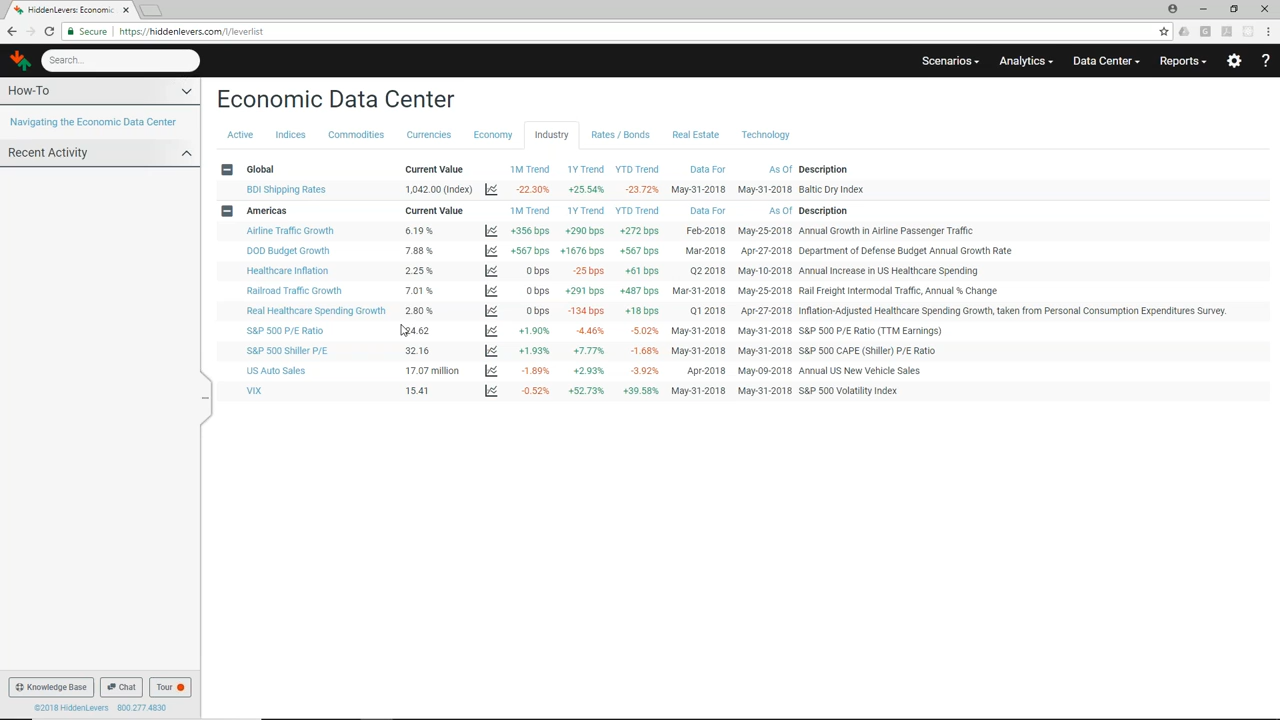 HiddenLevers: Economic
Secure https://hiddenlevers.com/l/leverlist
Search... Scenarios Analytics Data Center Reports ?
How-To
Navigating the Economic Data Center
Recent Activity
Economic Data Center
Active Indices Commodities Currencies Economy Industry Rates / Bonds Real Estate Technology
Global Current Value 1M Trend 1Y Trend YTD Trend Data For As Of Description
BDI Shipping Rates 1,042.00 (Index) -22.30% +25.54% -23.72% May-31-2018 May-31-2018 Baltic Dry Index
Americas Current Value 1M Trend 1Y Trend YTD Trend Data For As Of Description
Airline Traffic Growth 6.19 % +356 bps +290 bps +272 bps Feb-2018 May-25-2018 Annual Growth in Airline Passenger Traffic
DOD Budget Growth 7.88 % +567 bps +1676 bps +567 bps Mar-2018 Apr-27-2018 Department of Defense Budget Annual Growth Rate
Healthcare Inflation 2.25 % 0 bps -25 bps +61 bps Q2 2018 May-10-2018 Annual Increase in US Healthcare Spending
Railroad Traffic Growth 7.01 % 0 bps +291 bps +487 bps Mar-31-2018 May-25-2018 Rail Freight Intermodal Traffic, Annual % Change
Real Healthcare Spending Growth 2.80 % 0 bps -134 bps +18 bps Q1 2018 Apr-27-2018 Inflation-Adjusted Healthcare Spending Growth, taken from Personal Consumption Expenditures Survey.
S&P 500 P/E Ratio 24.62 +1.90% -4.46% -5.02% May-31-2018 May-31-2018 S&P 500 P/E Ratio (TTM Earnings)
S&P 500 Shiller P/E 32.16 +1.93% +7.77% -1.68% May-31-2018 May-31-2018 S&P 500 CAPE (Shiller) P/E Ratio
US Auto Sales 17.07 million -1.89% +2.93% -3.92% Apr-2018 May-09-2018 Annual US New Vehicle Sales
VIX 15.41 -0.52% +52.73% +39.58% May-31-2018 May-31-2018 S&P 500 Volatility Index
Knowledge Base Chat Tour
©2018 HiddenLevers 800.277.4830